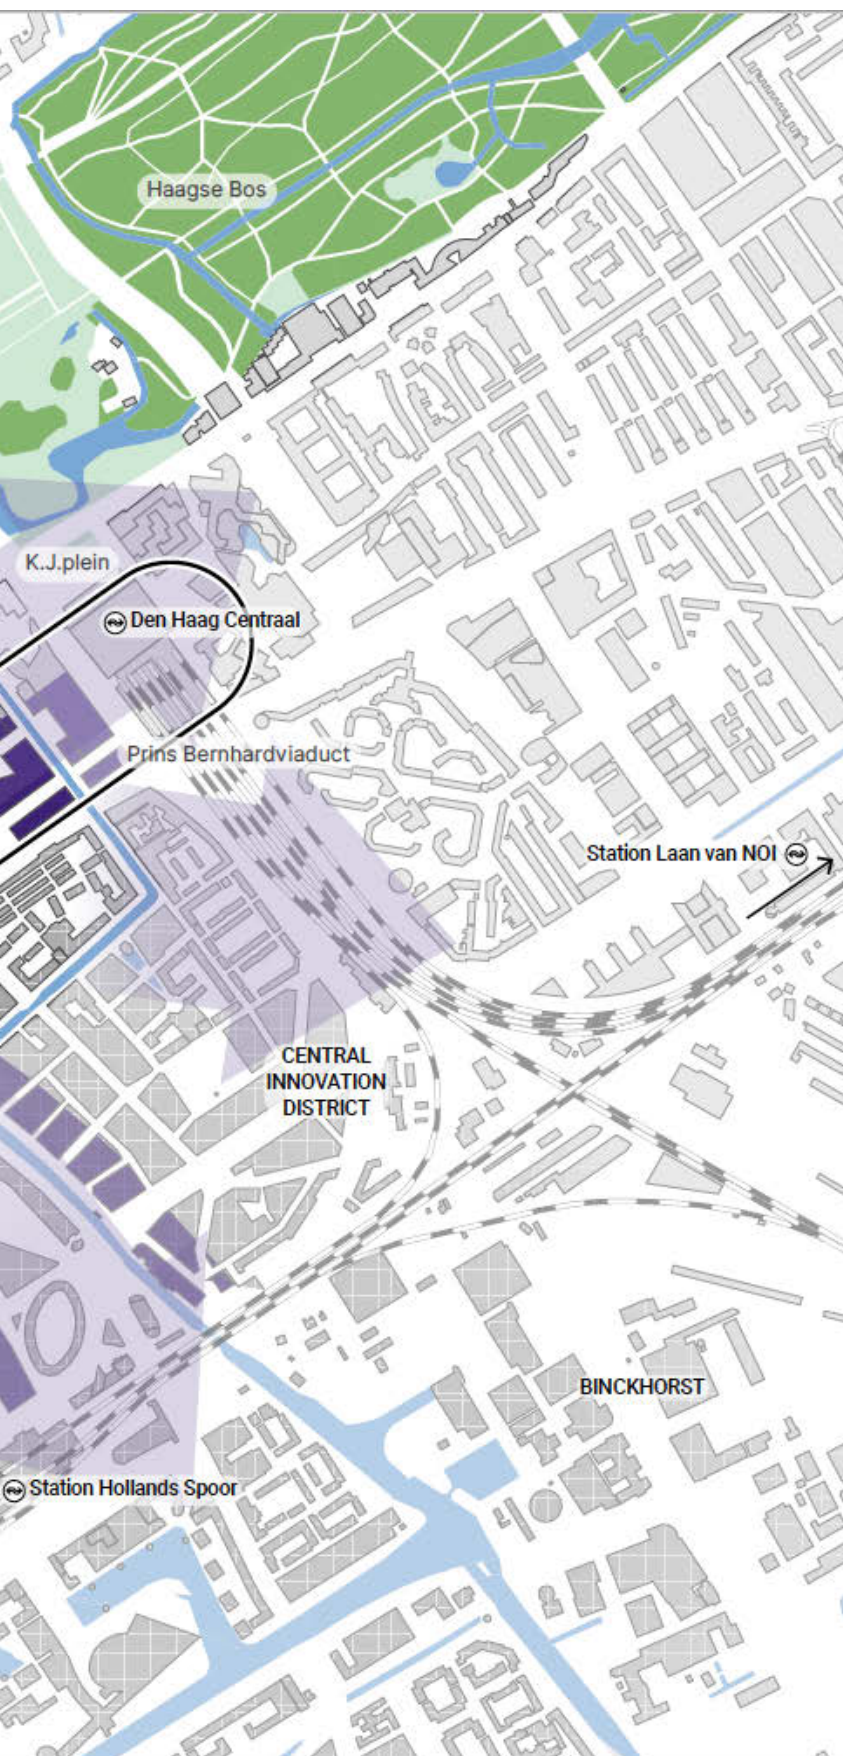 Haagse Bos
K.J.plein
Den Haag Centraal
Prins Bernhardviaduct
Station Laan van NOI
CENTRAL
INNOVATION
DISTRICT
BINCKHORST
Station Hollands Spoor